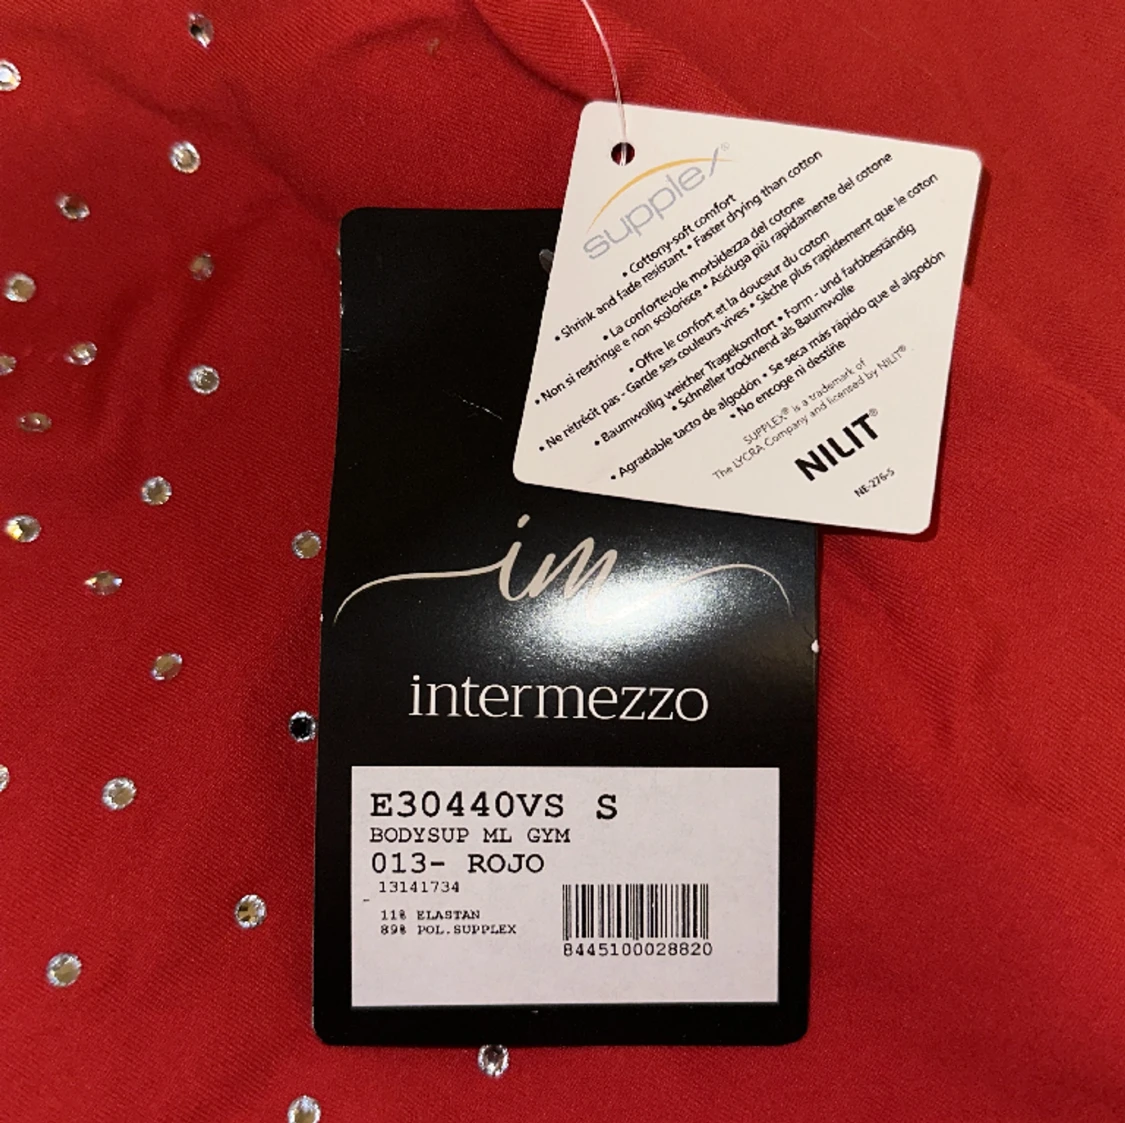 supplex®
• Cottony-soft comfort
• Shrink and fade resistant • Faster drying than cotton
• La confortevole morbidezza del cotone
• Non si restringe e non scolorisce • Asciuga più rapidamente del cotone
• Offre le confort et la douceur du coton
• Ne rétrécit pas - Garde ses couleurs vives • Sèche plus rapidement que le coton
• Baumwollig weicher Tragekomfort • Form - und farbbeständig
• Schneller trocknend als Baumwolle
• Agradable tacto de algodón • Se seca más rápido que el algodón
• No encoge ni destiñe
SUPPLEX® is a trademark of
The LYCRA Company and licensed by NILIT®
NILIT®
NE-276-S
im
intermezzo
E30440VS S
BODYSUP ML GYM
013- ROJO
13141734
11% ELASTAN
89% POL.SUPPLEX
8445100028820